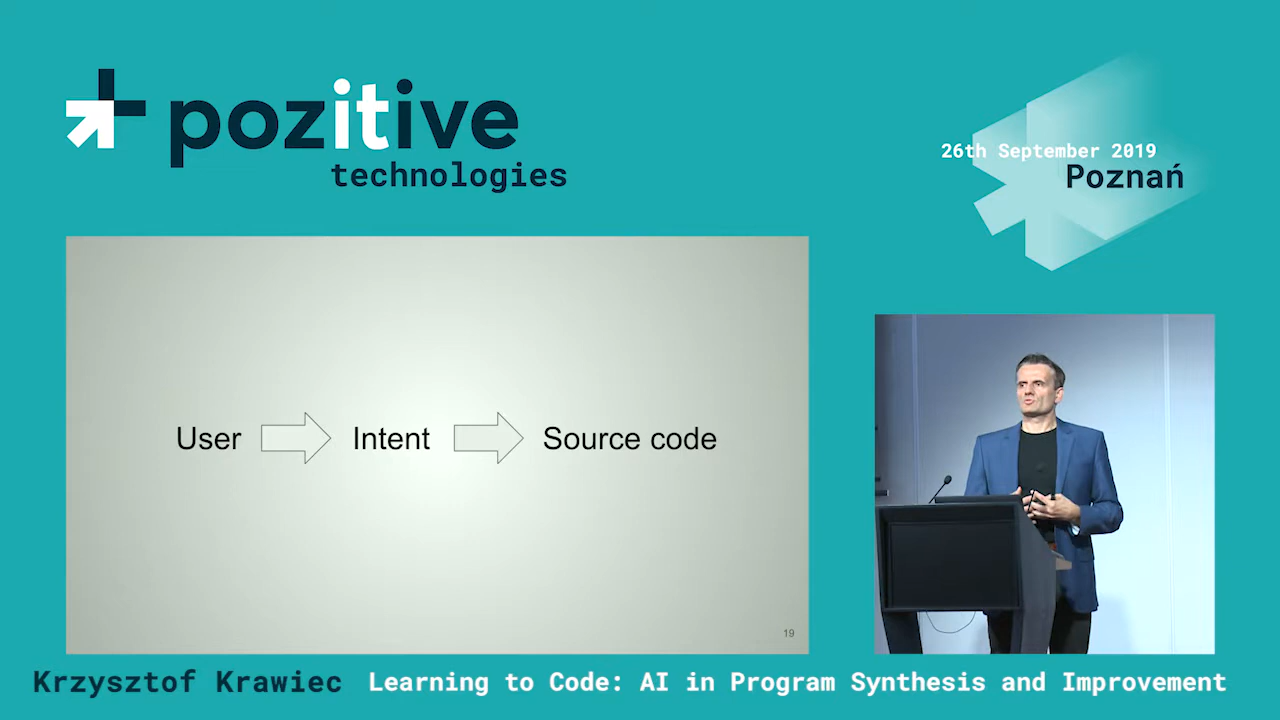 pozitive
technologies
26th September 2019
Poznań
User Intent Source code
19
Krzysztof Krawiec Learning to Code: AI in Program Synthesis and Improvement